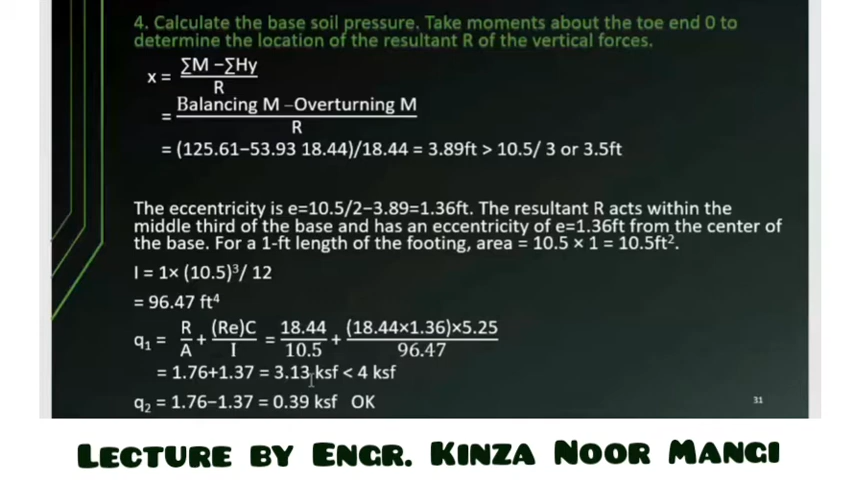 4. Calculate the base soil pressure. Take moments about the toe end 0 to
determine the location of the resultant R of the vertical forces.
x = (∑M −∑Hy)/R
= (Balancing M −Overturning M)/R
= (125.61−53.93 18.44)/18.44 = 3.89ft > 10.5/ 3 or 3.5ft
The eccentricity is e=10.5/2−3.89=1.36ft. The resultant R acts within the
middle third of the base and has an eccentricity of e=1.36ft from the center of
the base. For a 1-ft length of the footing, area = 10.5 × 1 = 10.5ft².
I = 1× (10.5)³/ 12
= 96.47 ft⁴
q₁ = R/A + (Re)C/I = 18.44/10.5 + (18.44×1.36)×5.25/96.47
= 1.76+1.37 = 3.13 ksf < 4 ksf
q₂ = 1.76−1.37 = 0.39 ksf OK
31
Lecture by Engr. Kinza Noor Mangi